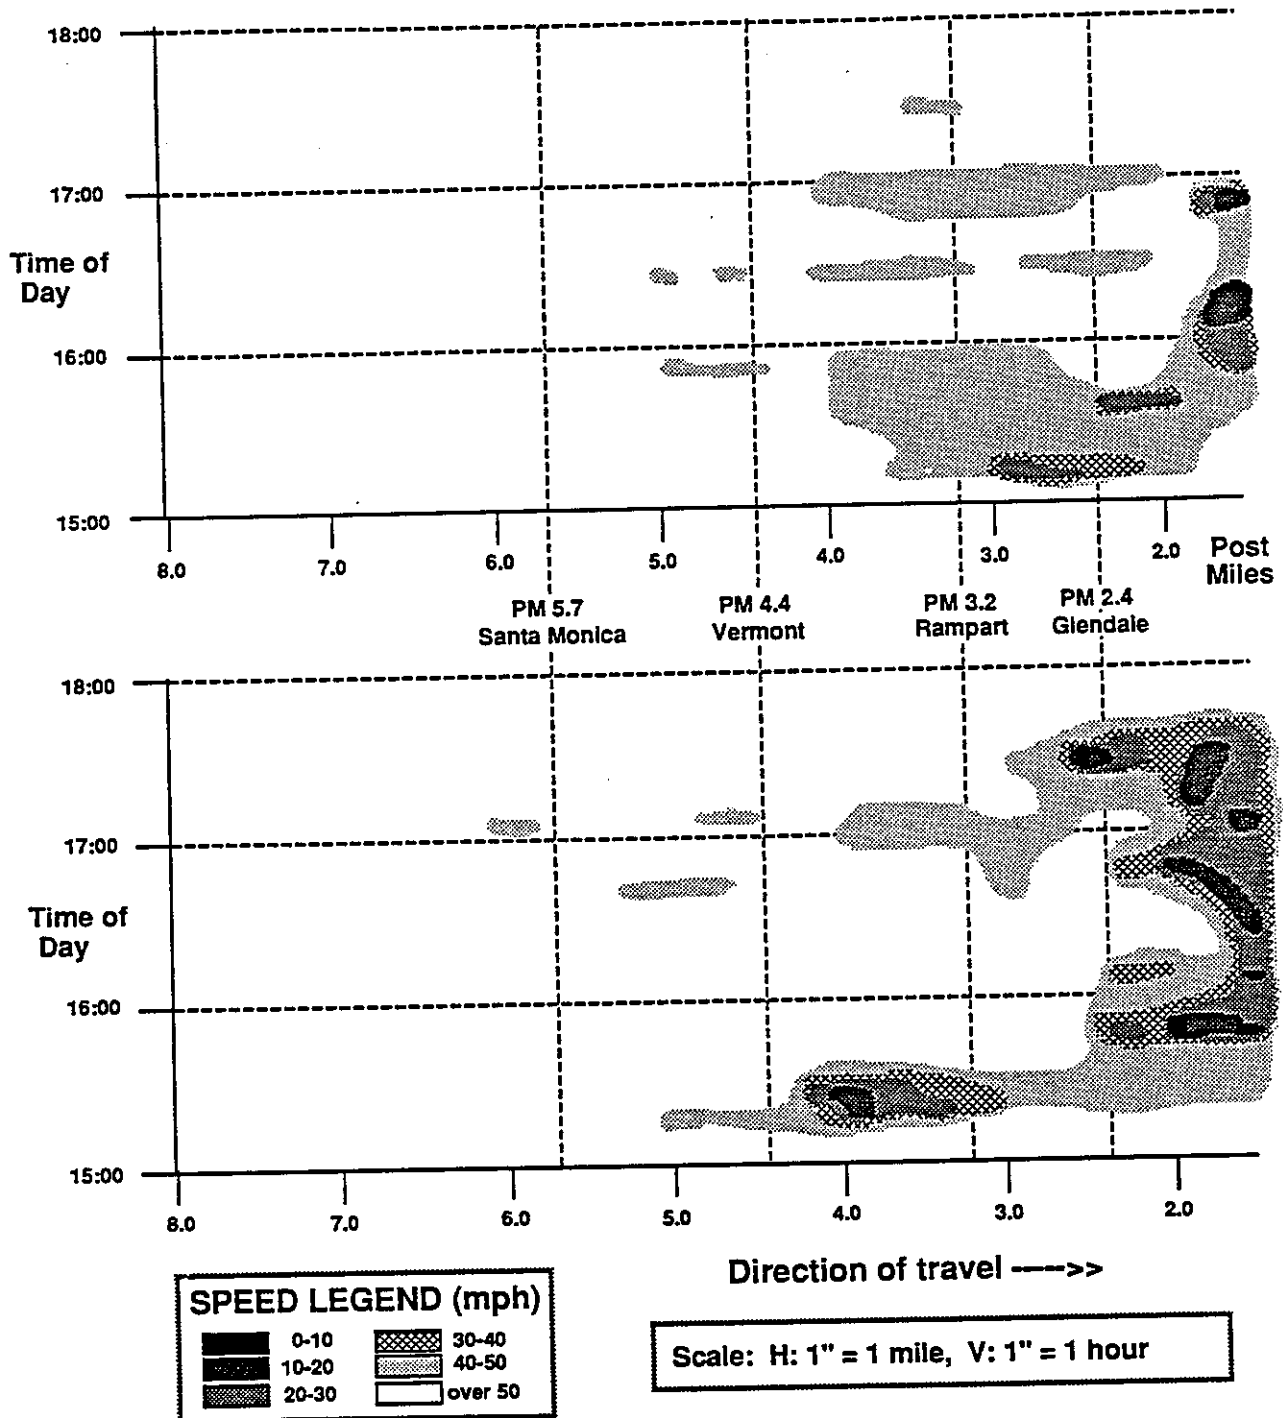 18:00
17:00
Time of
Day
16:00
15:00
8.0
7.0
6.0
5.0
4.0
3.0
2.0
Post
Miles
PM 5.7
Santa Monica
PM 4.4
Vermont
PM 3.2
Rampart
PM 2.4
Glendale
18:00
17:00
Time of
Day
16:00
15:00
8.0
7.0
6.0
5.0
4.0
3.0
2.0
Direction of travel ---->>
SPEED LEGEND (mph)
0-10
10-20
20-30
30-40
40-50
over 50
Scale: H: 1" = 1 mile, V: 1" = 1 hour